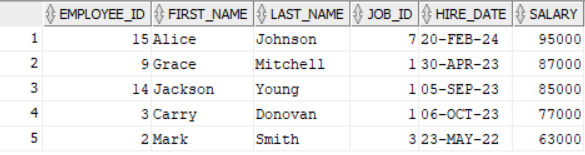 EMPLOYEE_ID FIRST_NAME LAST_NAME JOB_ID HIRE_DATE SALARY
1 15 Alice Johnson 7 20-FEB-24 95000
2 9 Grace Mitchell 1 30-APR-23 87000
3 14 Jackson Young 1 05-SEP-23 85000
4 3 Carry Donovan 1 06-OCT-23 77000
5 2 Mark Smith 3 23-MAY-22 63000